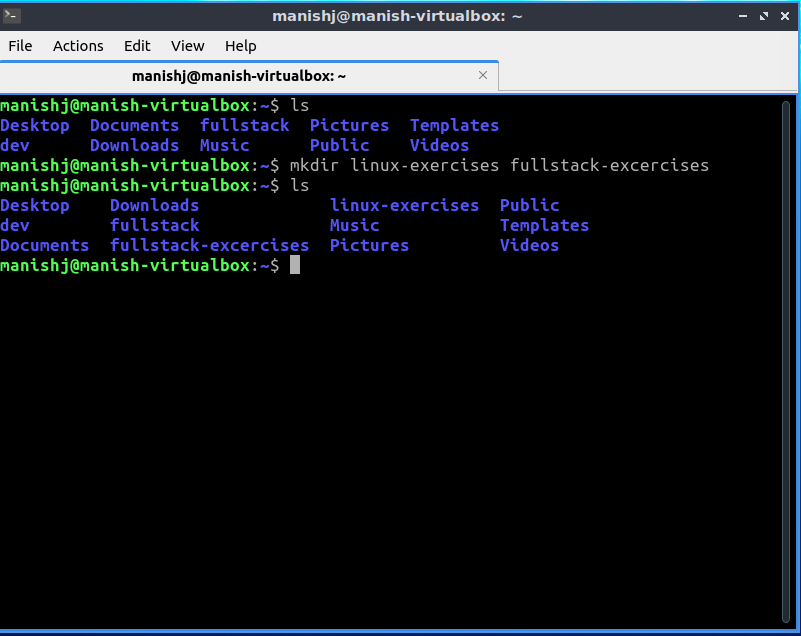 manishj@manish-virtualbox: ~
File Actions Edit View Help
manishj@manish-virtualbox: ~
manishj@manish-virtualbox:~$ ls
Desktop Documents fullstack Pictures Templates
dev Downloads Music Public Videos
manishj@manish-virtualbox:~$ mkdir linux-exercises fullstack-excercises
manishj@manish-virtualbox:~$ ls
Desktop Downloads linux-exercises Public
dev fullstack Music Templates
Documents fullstack-excercises Pictures Videos
manishj@manish-virtualbox:~$